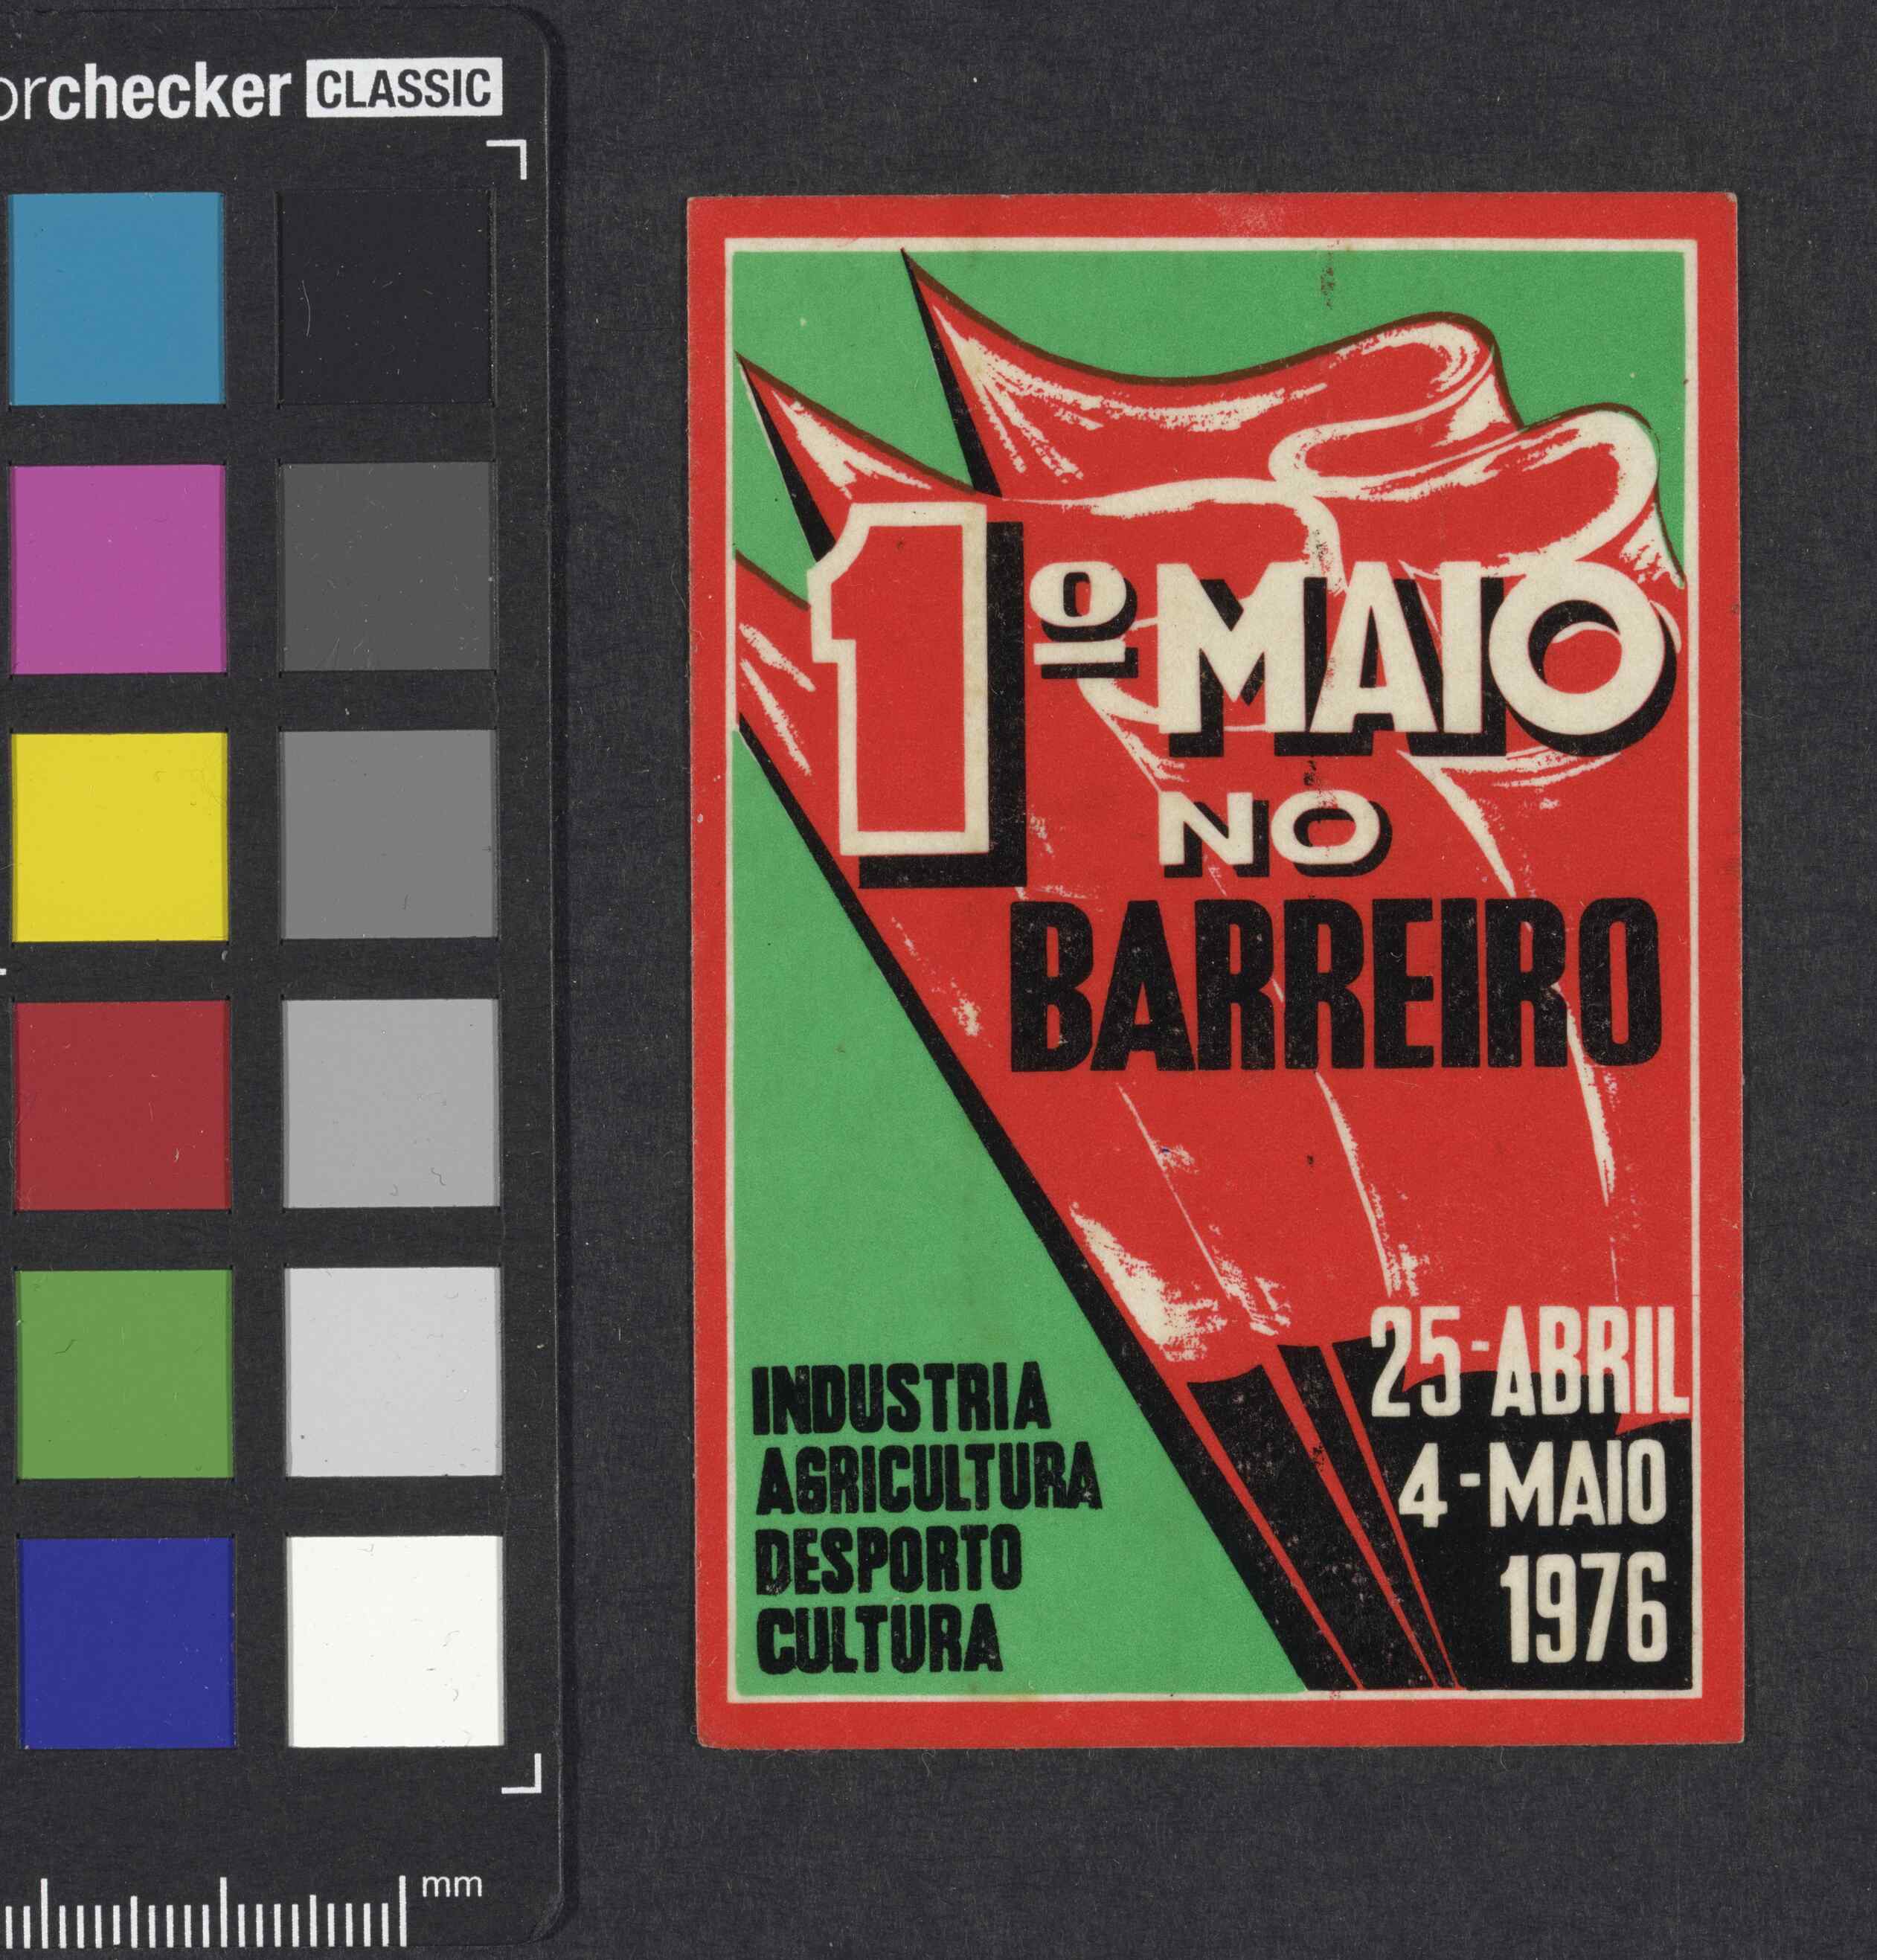 orchecker CLASSIC
1º MAIO
NO
BARREIRO
25-ABRIL
4-MAIO
1976
INDUSTRIA
AGRICULTURA
DESPORTO
CULTURA
mm